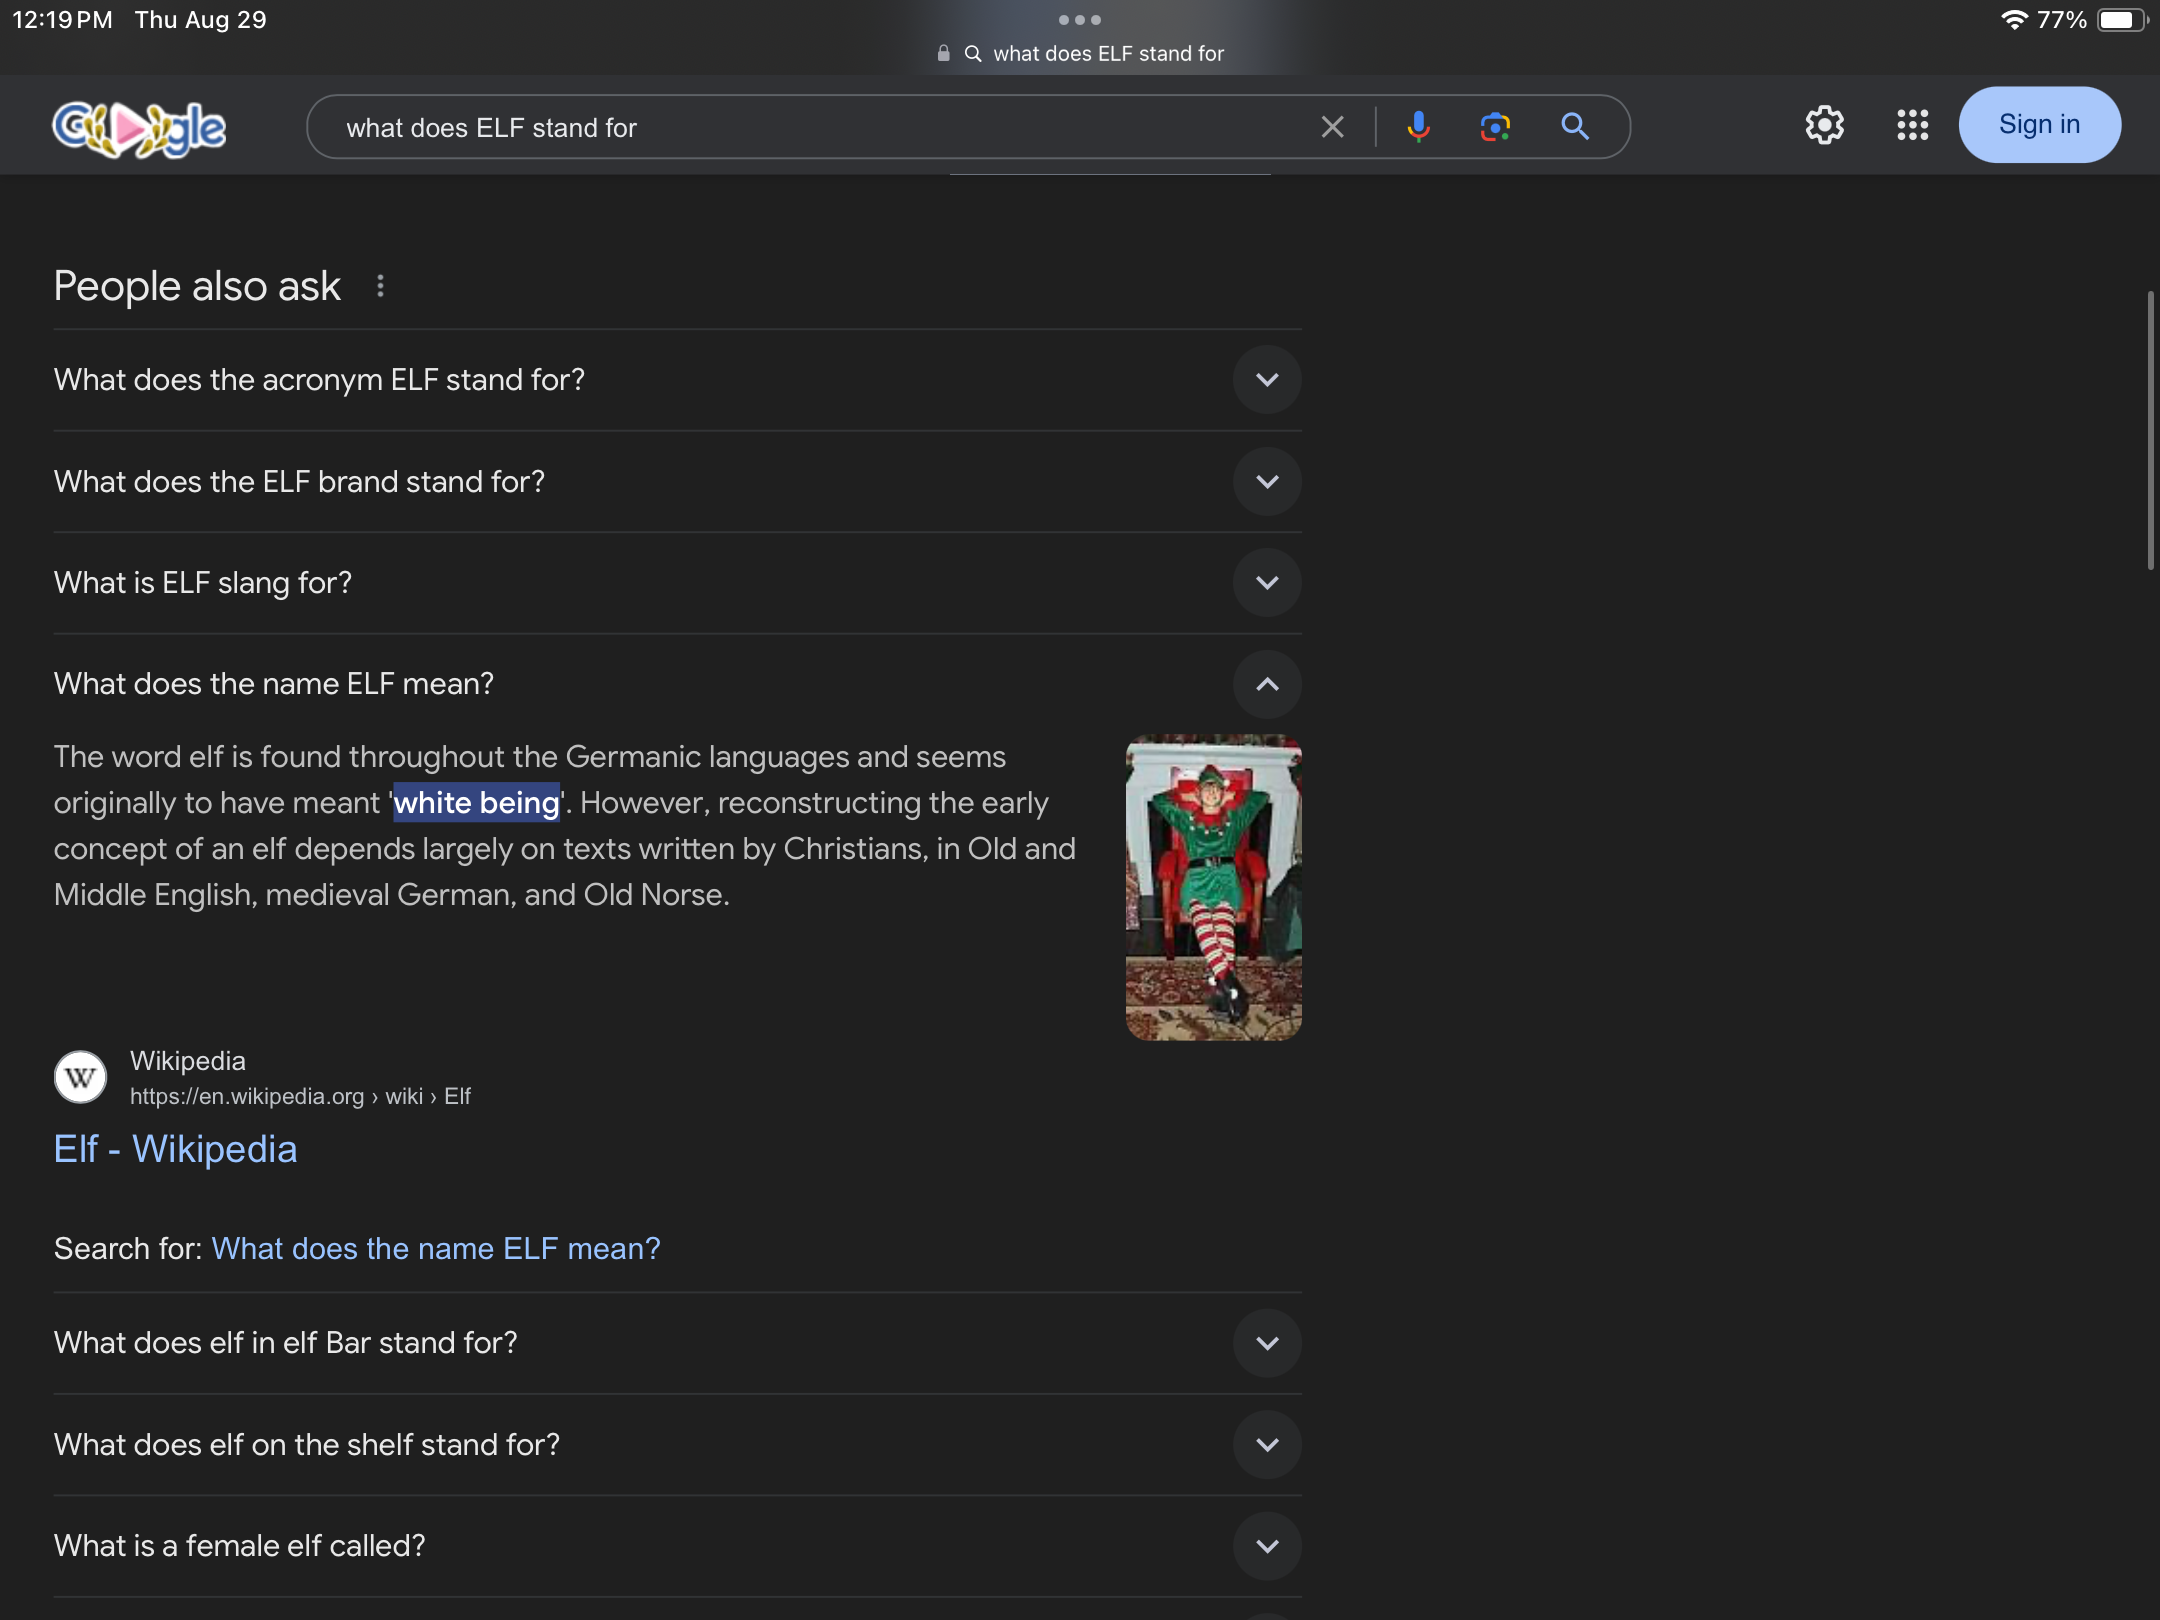 12:19 PM Thu Aug 29
77%
what does ELF stand for
Google
what does ELF stand for
Sign in
People also ask
What does the acronym ELF stand for?
What does the ELF brand stand for?
What is ELF slang for?
What does the name ELF mean?
The word elf is found throughout the Germanic languages and seems
originally to have meant 'white being'. However, reconstructing the early
concept of an elf depends largely on texts written by Christians, in Old and
Middle English, medieval German, and Old Norse.
W
Wikipedia
https://en.wikipedia.org › wiki › Elf
Elf - Wikipedia
Search for: What does the name ELF mean?
What does elf in elf Bar stand for?
What does elf on the shelf stand for?
What is a female elf called?